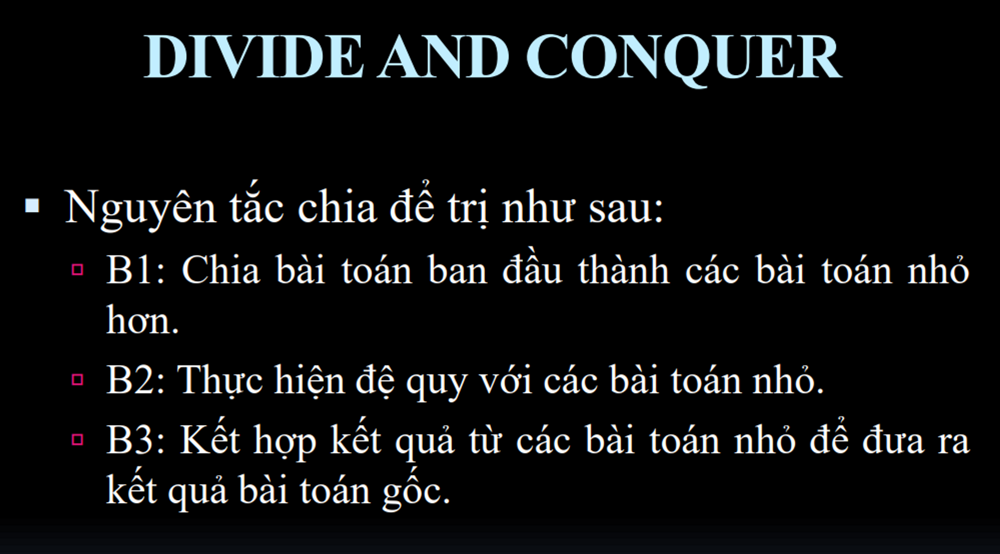 DIVIDE AND CONQUER
Nguyên tắc chia để trị như sau:
B1: Chia bài toán ban đầu thành các bài toán nhỏ
hơn.
B2: Thực hiện đệ quy với các bài toán nhỏ.
B3: Kết hợp kết quả từ các bài toán nhỏ để đưa ra
kết quả bài toán gốc.